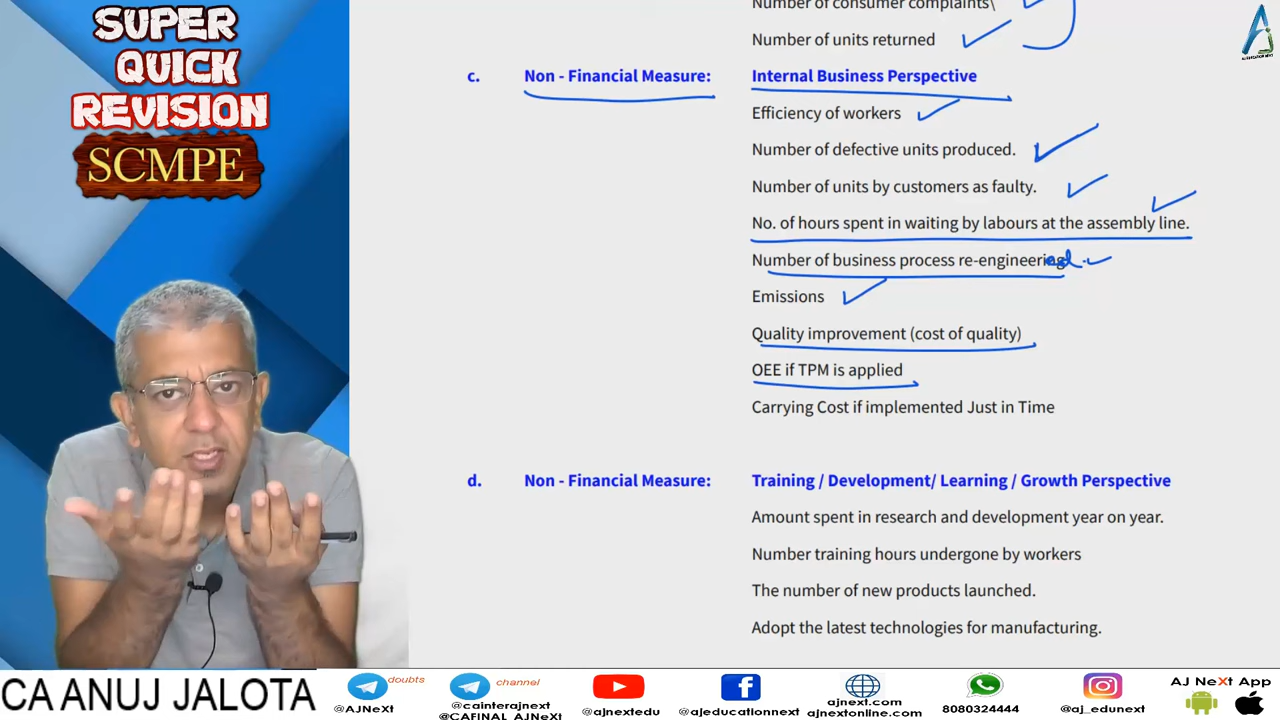 SUPER
QUICK
REVISION
SCMPE
Number of consumer complaints\
Number of units returned
c. Non - Financial Measure: Internal Business Perspective
Efficiency of workers
Number of defective units produced.
Number of units by customers as faulty.
No. of hours spent in waiting by labours at the assembly line.
Number of business process re-engineering
Emissions
Quality improvement (cost of quality)
OEE if TPM is applied
Carrying Cost if implemented Just in Time
d. Non - Financial Measure: Training / Development/ Learning / Growth Perspective
Amount spent in research and development year on year.
Number training hours undergone by workers
The number of new products launched.
Adopt the latest technologies for manufacturing.
CA ANUJ JALOTA
doubts
@AJNeXt
channel
@cainterajnext
@CAFINAL_AJNeXt
@ajnextedu
@ajeducationnext
ajnext.com
ajnextonline.com
8080324444
@aj_edunext
AJ NeXt App